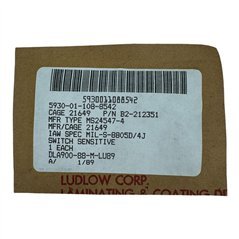 5930011088542
5930-01-108-8542
CAGE 21649 P/N B2-212351
MFR TYPE MS24547-4
MFR/CAGE 21649
IAW SPEC MIL-S-8805D/4J
SWITCH SENSITIVE
1 EACH
DLA900-88-M-LU89
A/ 1/89
LUDLOW CORP.
LAMINATING & COATING DIV